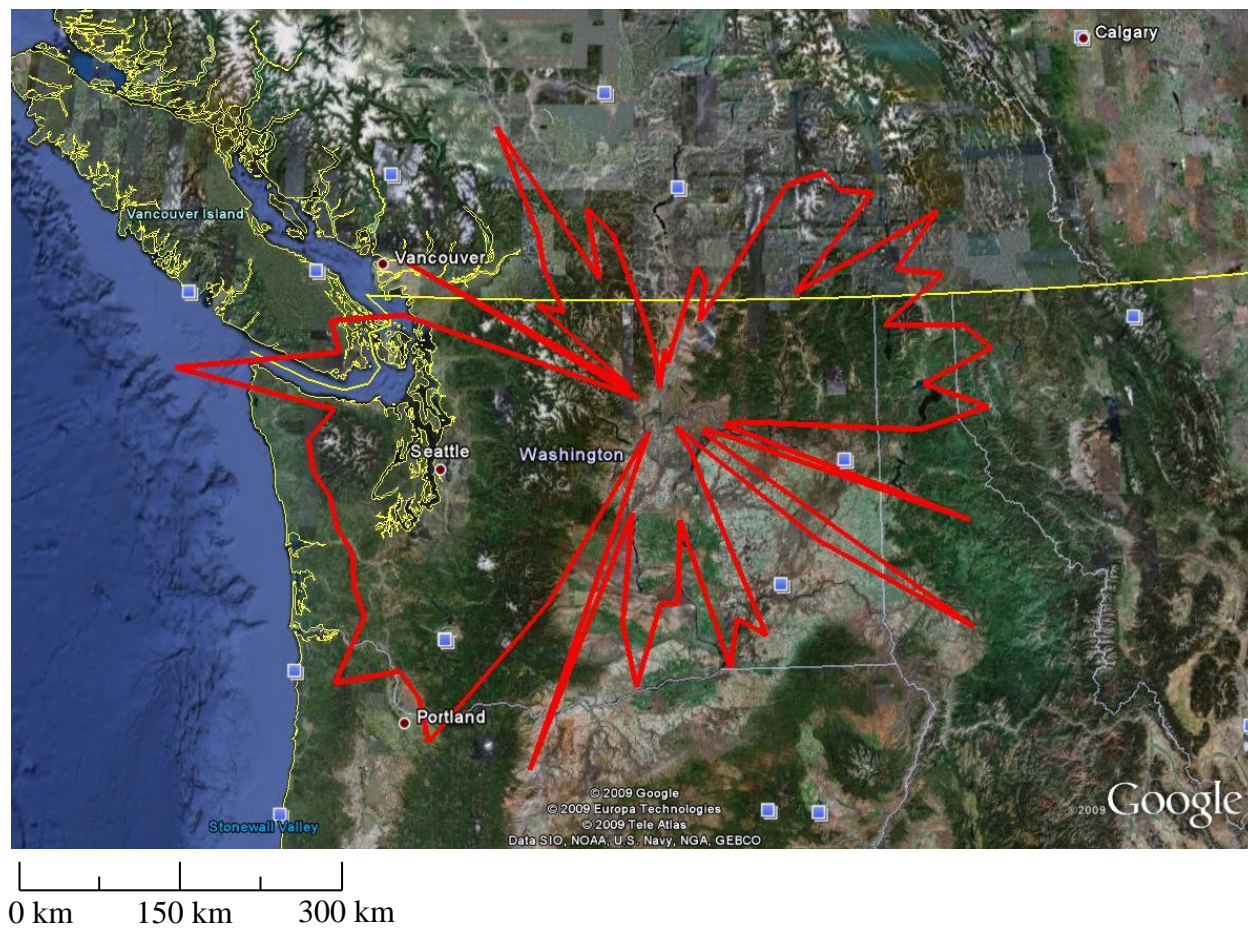 Calgary
Vancouver Island
Vancouver
Seattle
Washington
Portland
Stonewall Valley
© 2009 Google
© 2009 Europa Technologies
© 2009 Tele Atlas
Data SIO, NOAA, U.S. Navy, NGA, GEBCO
©2009 Google
0 km 150 km 300 km